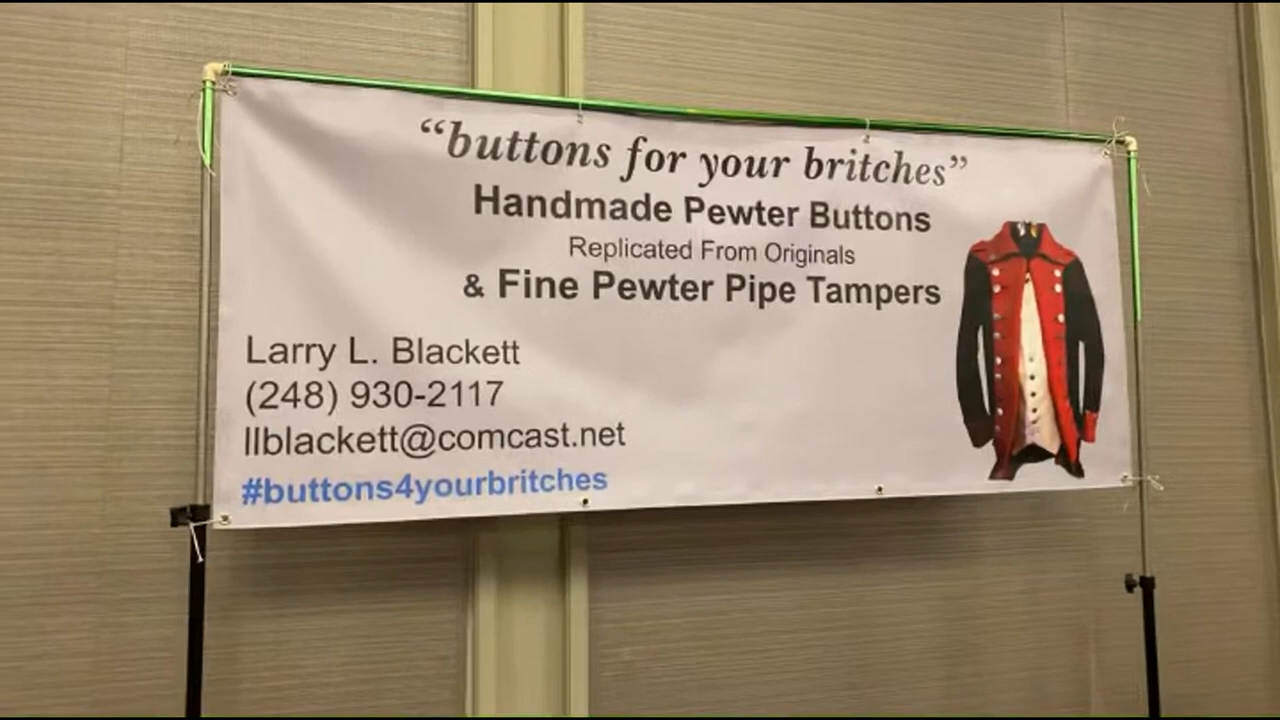 “buttons for your britches”
Handmade Pewter Buttons
Replicated From Originals
& Fine Pewter Pipe Tampers
Larry L. Blackett
(248) 930-2117
llblackett@comcast.net
#buttons4yourbritches